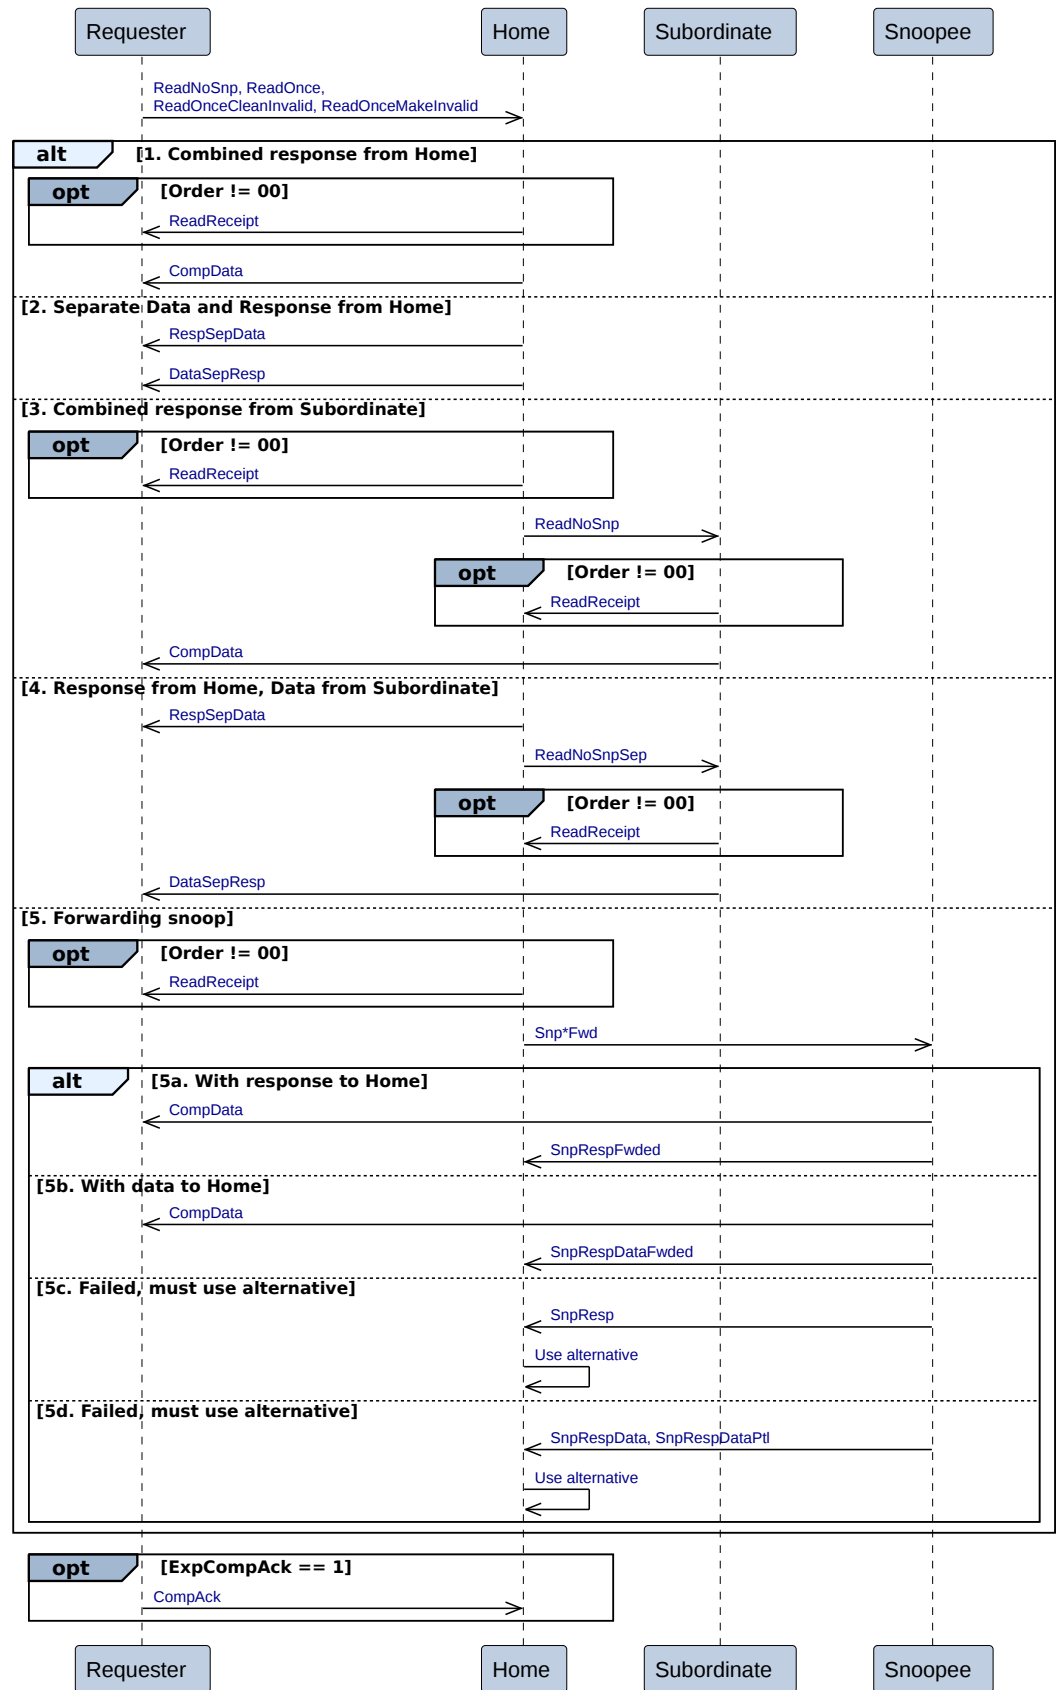 Requester Home Subordinate Snoopee
ReadNoSnp, ReadOnce,
ReadOnceCleanInvalid, ReadOnceMakeInvalid
alt [1. Combined response from Home]
opt [Order != 00]
ReadReceipt
CompData
[2. Separate Data and Response from Home]
RespSepData
DataSepResp
[3. Combined response from Subordinate]
opt [Order != 00]
ReadReceipt
ReadNoSnp
opt [Order != 00]
ReadReceipt
CompData
[4. Response from Home, Data from Subordinate]
RespSepData
ReadNoSnpSep
opt [Order != 00]
ReadReceipt
DataSepResp
[5. Forwarding snoop]
opt [Order != 00]
ReadReceipt
Snp*Fwd
alt [5a. With response to Home]
CompData
SnpRespFwded
[5b. With data to Home]
CompData
SnpRespDataFwded
[5c. Failed, must use alternative]
SnpResp
Use alternative
[5d. Failed, must use alternative]
SnpRespData, SnpRespDataPtl
Use alternative
opt [ExpCompAck == 1]
CompAck
Requester Home Subordinate Snoopee